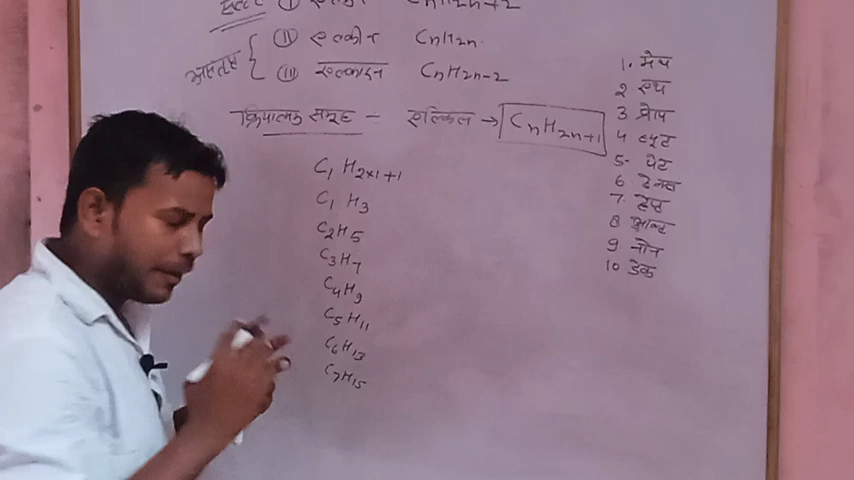 (I) एल्केन CnH2n+2
असंतृप्त { (II) एल्कीन CnH2n.
(III) एल्काइन CnH2n-2
क्रियात्मक समूह - एल्किल → CnH2n+1
C1 H2x1+1
C1 H3
C2H5
C3H7
C4H9
C5H11
C6H13
C7H15
1. मेथ
2 एथ
3 प्रोप
4 ब्यूट
5- पेंट
6. हेक्स
7. हेप्ट
8 ऑक्ट
9 नोन
10 डेक